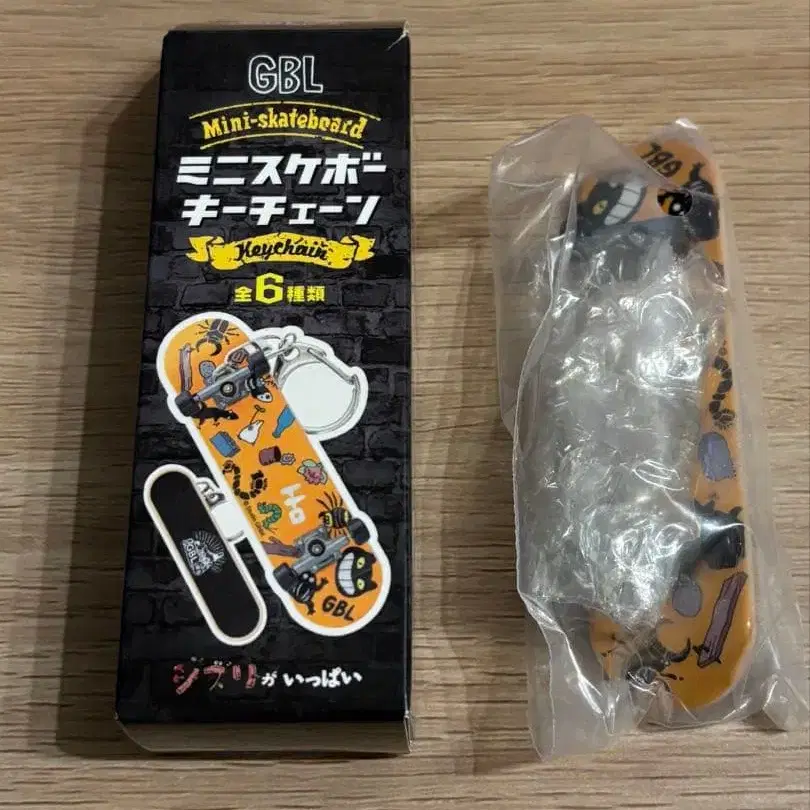 GBL
Mini-skateboard
ミニスケボー
キーチェーン
Keychain
全6種類
GBL
GBL
ジブリがいっぱい
GBL